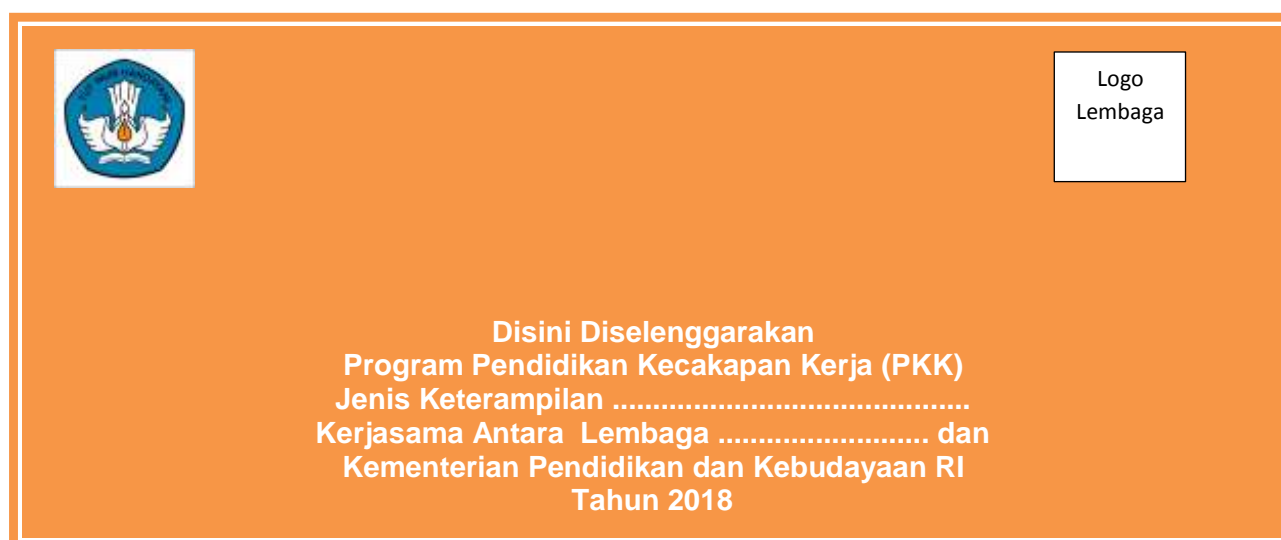 Logo
Lembaga
Disini Diselenggarakan
Program Pendidikan Kecakapan Kerja (PKK)
Jenis Keterampilan ............................................
Kerjasama Antara Lembaga .......................... dan
Kementerian Pendidikan dan Kebudayaan RI
Tahun 2018